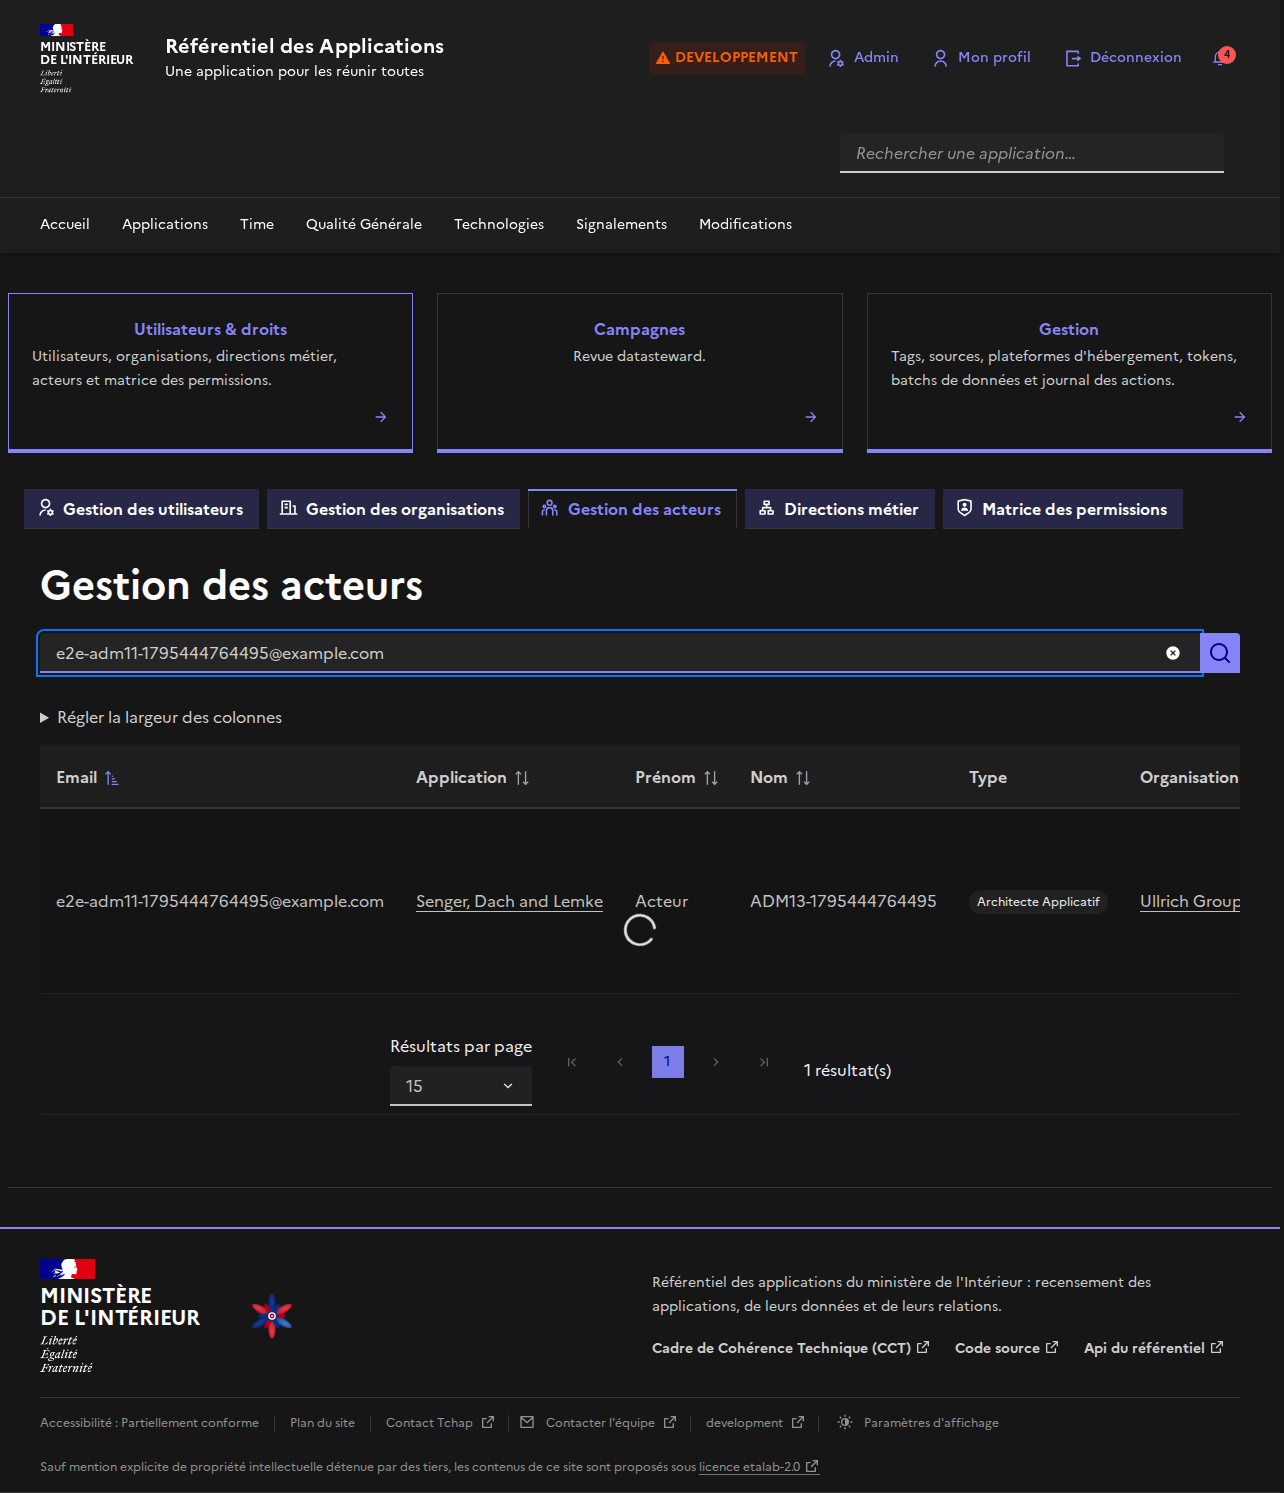 MINISTÈRE
DE L'INTÉRIEUR
Liberté
Égalité
Fraternité
Référentiel des Applications
Une application pour les réunir toutes
DEVELOPPEMENT
Admin
Mon profil
Déconnexion
4
Rechercher une application...
Accueil
Applications
Time
Qualité Générale
Technologies
Signalements
Modifications
Utilisateurs & droits
Utilisateurs, organisations, directions métier,
acteurs et matrice des permissions.
Campagnes
Revue datasteward.
Gestion
Tags, sources, plateformes d'hébergement, tokens,
batchs de données et journal des actions.
Gestion des utilisateurs
Gestion des organisations
Gestion des acteurs
Directions métier
Matrice des permissions
Gestion des acteurs
e2e-adm11-1795444764495@example.com
Régler la largeur des colonnes
Email
Application
Prénom
Nom
Type
Organisation
e2e-adm11-1795444764495@example.com
Senger, Dach and Lemke
Acteur
ADM13-1795444764495
Architecte Applicatif
Ullrich Group
Résultats par page
15
1
1 résultat(s)
MINISTÈRE
DE L'INTÉRIEUR
Liberté
Égalité
Fraternité
Référentiel des applications du ministère de l'Intérieur : recensement des
applications, de leurs données et de leurs relations.
Cadre de Cohérence Technique (CCT)
Code source
Api du référentiel
Accessibilité : Partiellement conforme
Plan du site
Contact Tchap
Contacter l'équipe
development
Paramètres d'affichage
Sauf mention explicite de propriété intellectuelle détenue par des tiers, les contenus de ce site sont proposés sous licence etalab-2.0